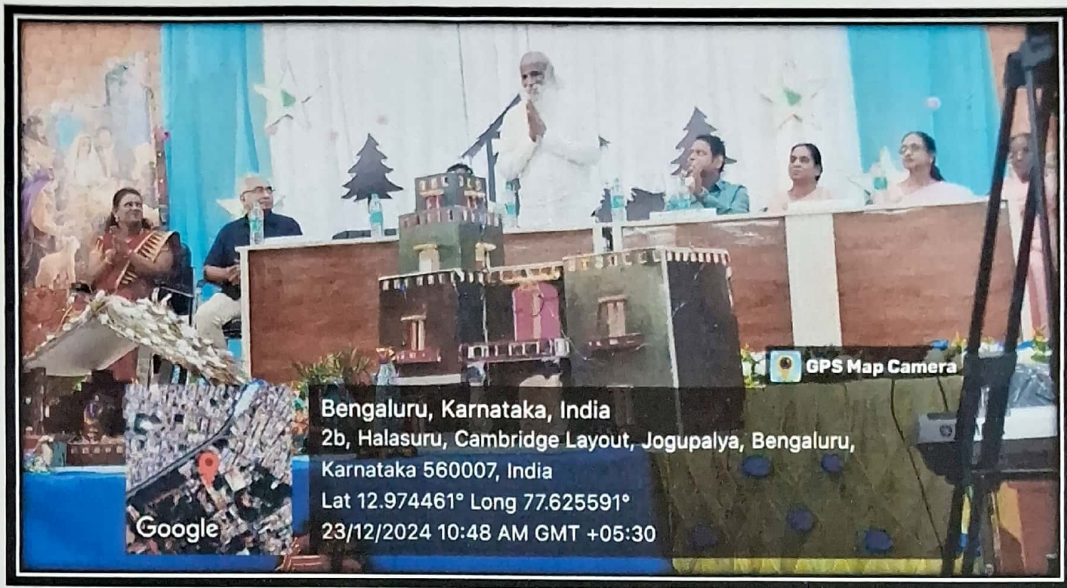 GPS Map Camera
Bengaluru, Karnataka, India
2b, Halasuru, Cambridge Layout, Jogupalya, Bengaluru,
Karnataka 560007, India
Lat 12.974461° Long 77.625591°
23/12/2024 10:48 AM GMT +05:30
Google